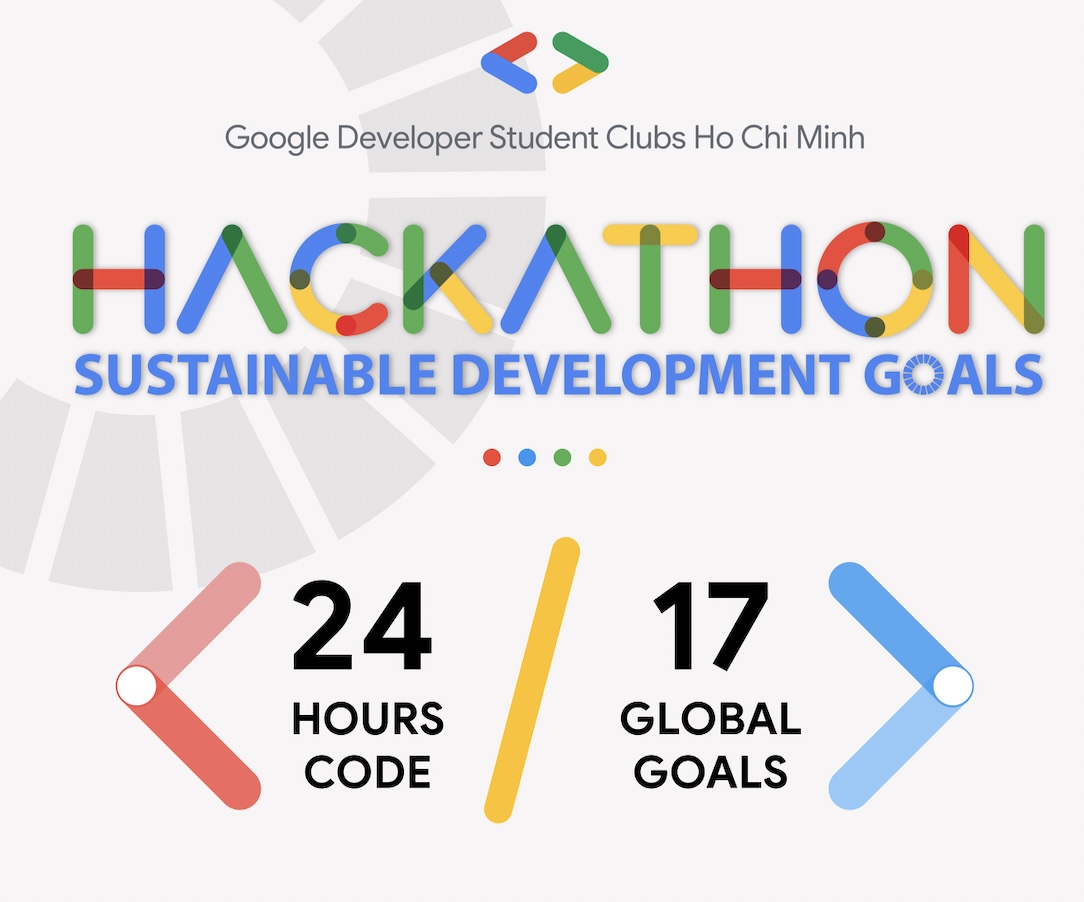 Google Developer Student Clubs Ho Chi Minh
HACKATHON
SUSTAINABLE DEVELOPMENT GOALS
24
HOURS
CODE
17
GLOBAL
GOALS